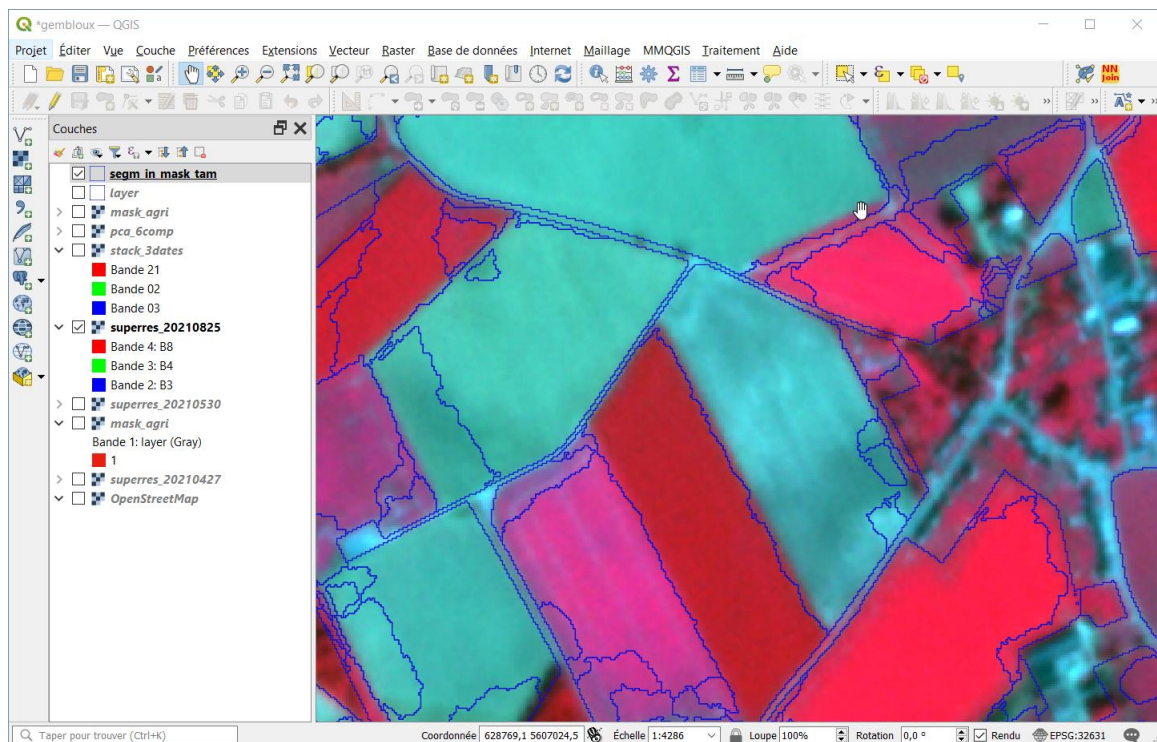 *gembloux — QGIS
Projet Éditer Vue Couche Préférences Extensions Vecteur Raster Base de données Internet Maillage MMQGIS Traitement Aide
NN
join
Couches
segm_in_mask_tam
layer
mask_agri
pca_6comp
stack_3dates
Bande 21
Bande 02
Bande 03
superres_20210825
Bande 4: B8
Bande 3: B4
Bande 2: B3
superres_20210530
mask_agri
Bande 1: layer (Gray)
1
superres_20210427
OpenStreetMap
Taper pour trouver (Ctrl+K) Coordonnée 628769,1 5607024,5 Échelle 1:4286 Loupe 100% Rotation 0,0 ° Rendu EPSG:32631